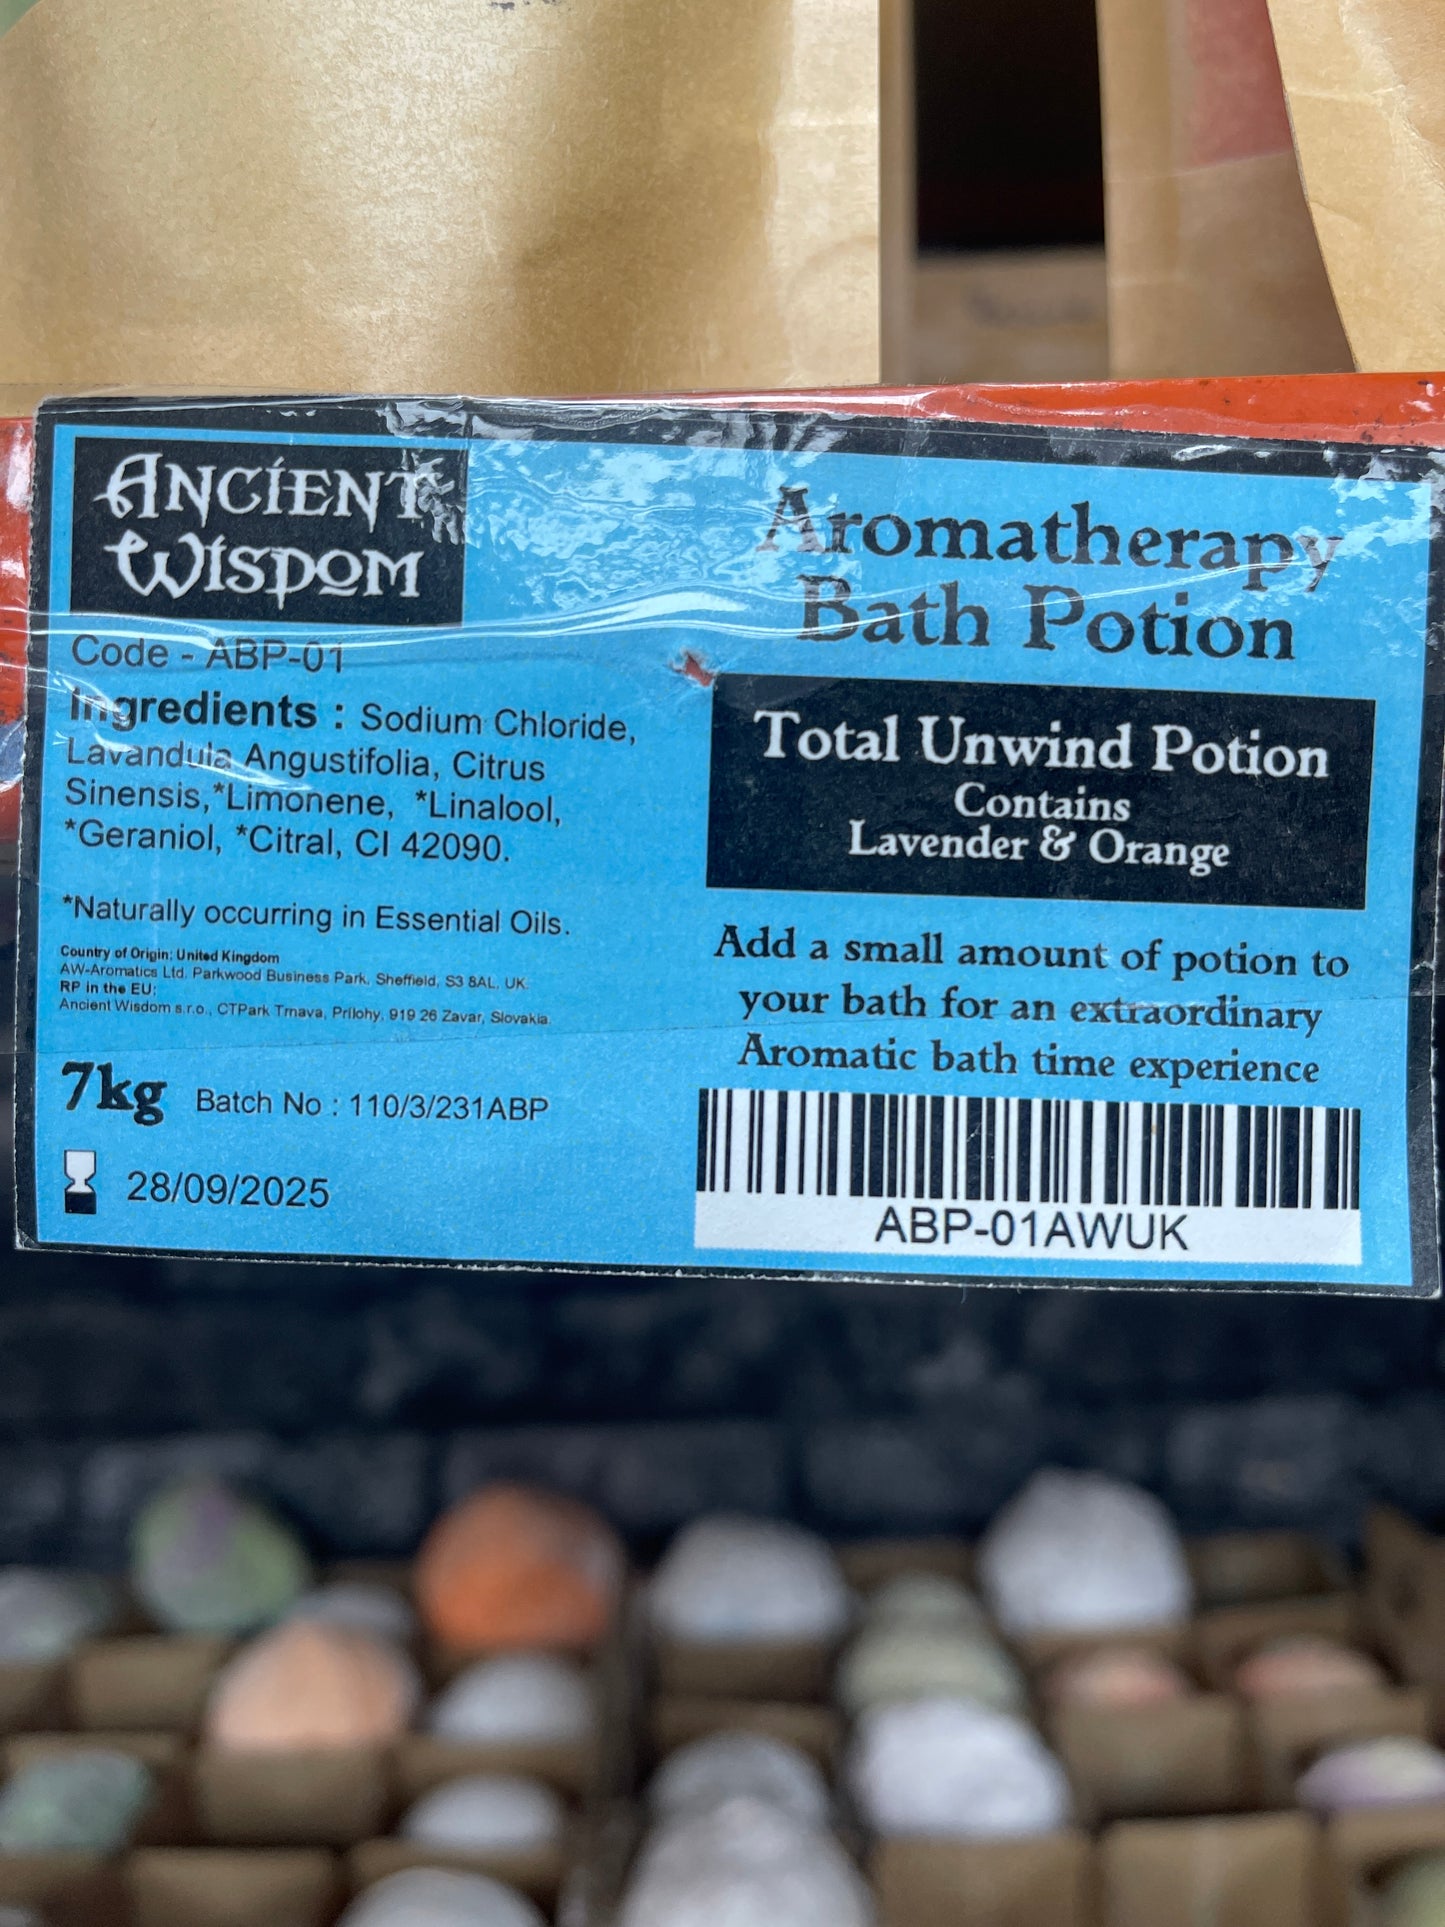 ANCIENT
WISDOM
Code - ABP-01
Ingredients : Sodium Chloride,
Lavandula Angustifolia, Citrus
Sinensis,*Limonene, *Linalool,
*Geraniol, *Citral, CI 42090.
*Naturally occurring in Essential Oils.
Country of Origin: United Kingdom
AW-Aromatics Ltd. Parkwood Business Park, Sheffield, S3 8AL, UK.
RP in the EU:
Ancient Wisdom s.r.o., CTPark Trnava, Prílohy, 919 26 Zavar, Slovakia.
7kg Batch No : 110/3/231ABP
28/09/2025
Aromatherapy
Bath Potion
Total Unwind Potion
Contains
Lavender & Orange
Add a small amount of potion to
your bath for an extraordinary
Aromatic bath time experience
ABP-01AWUK